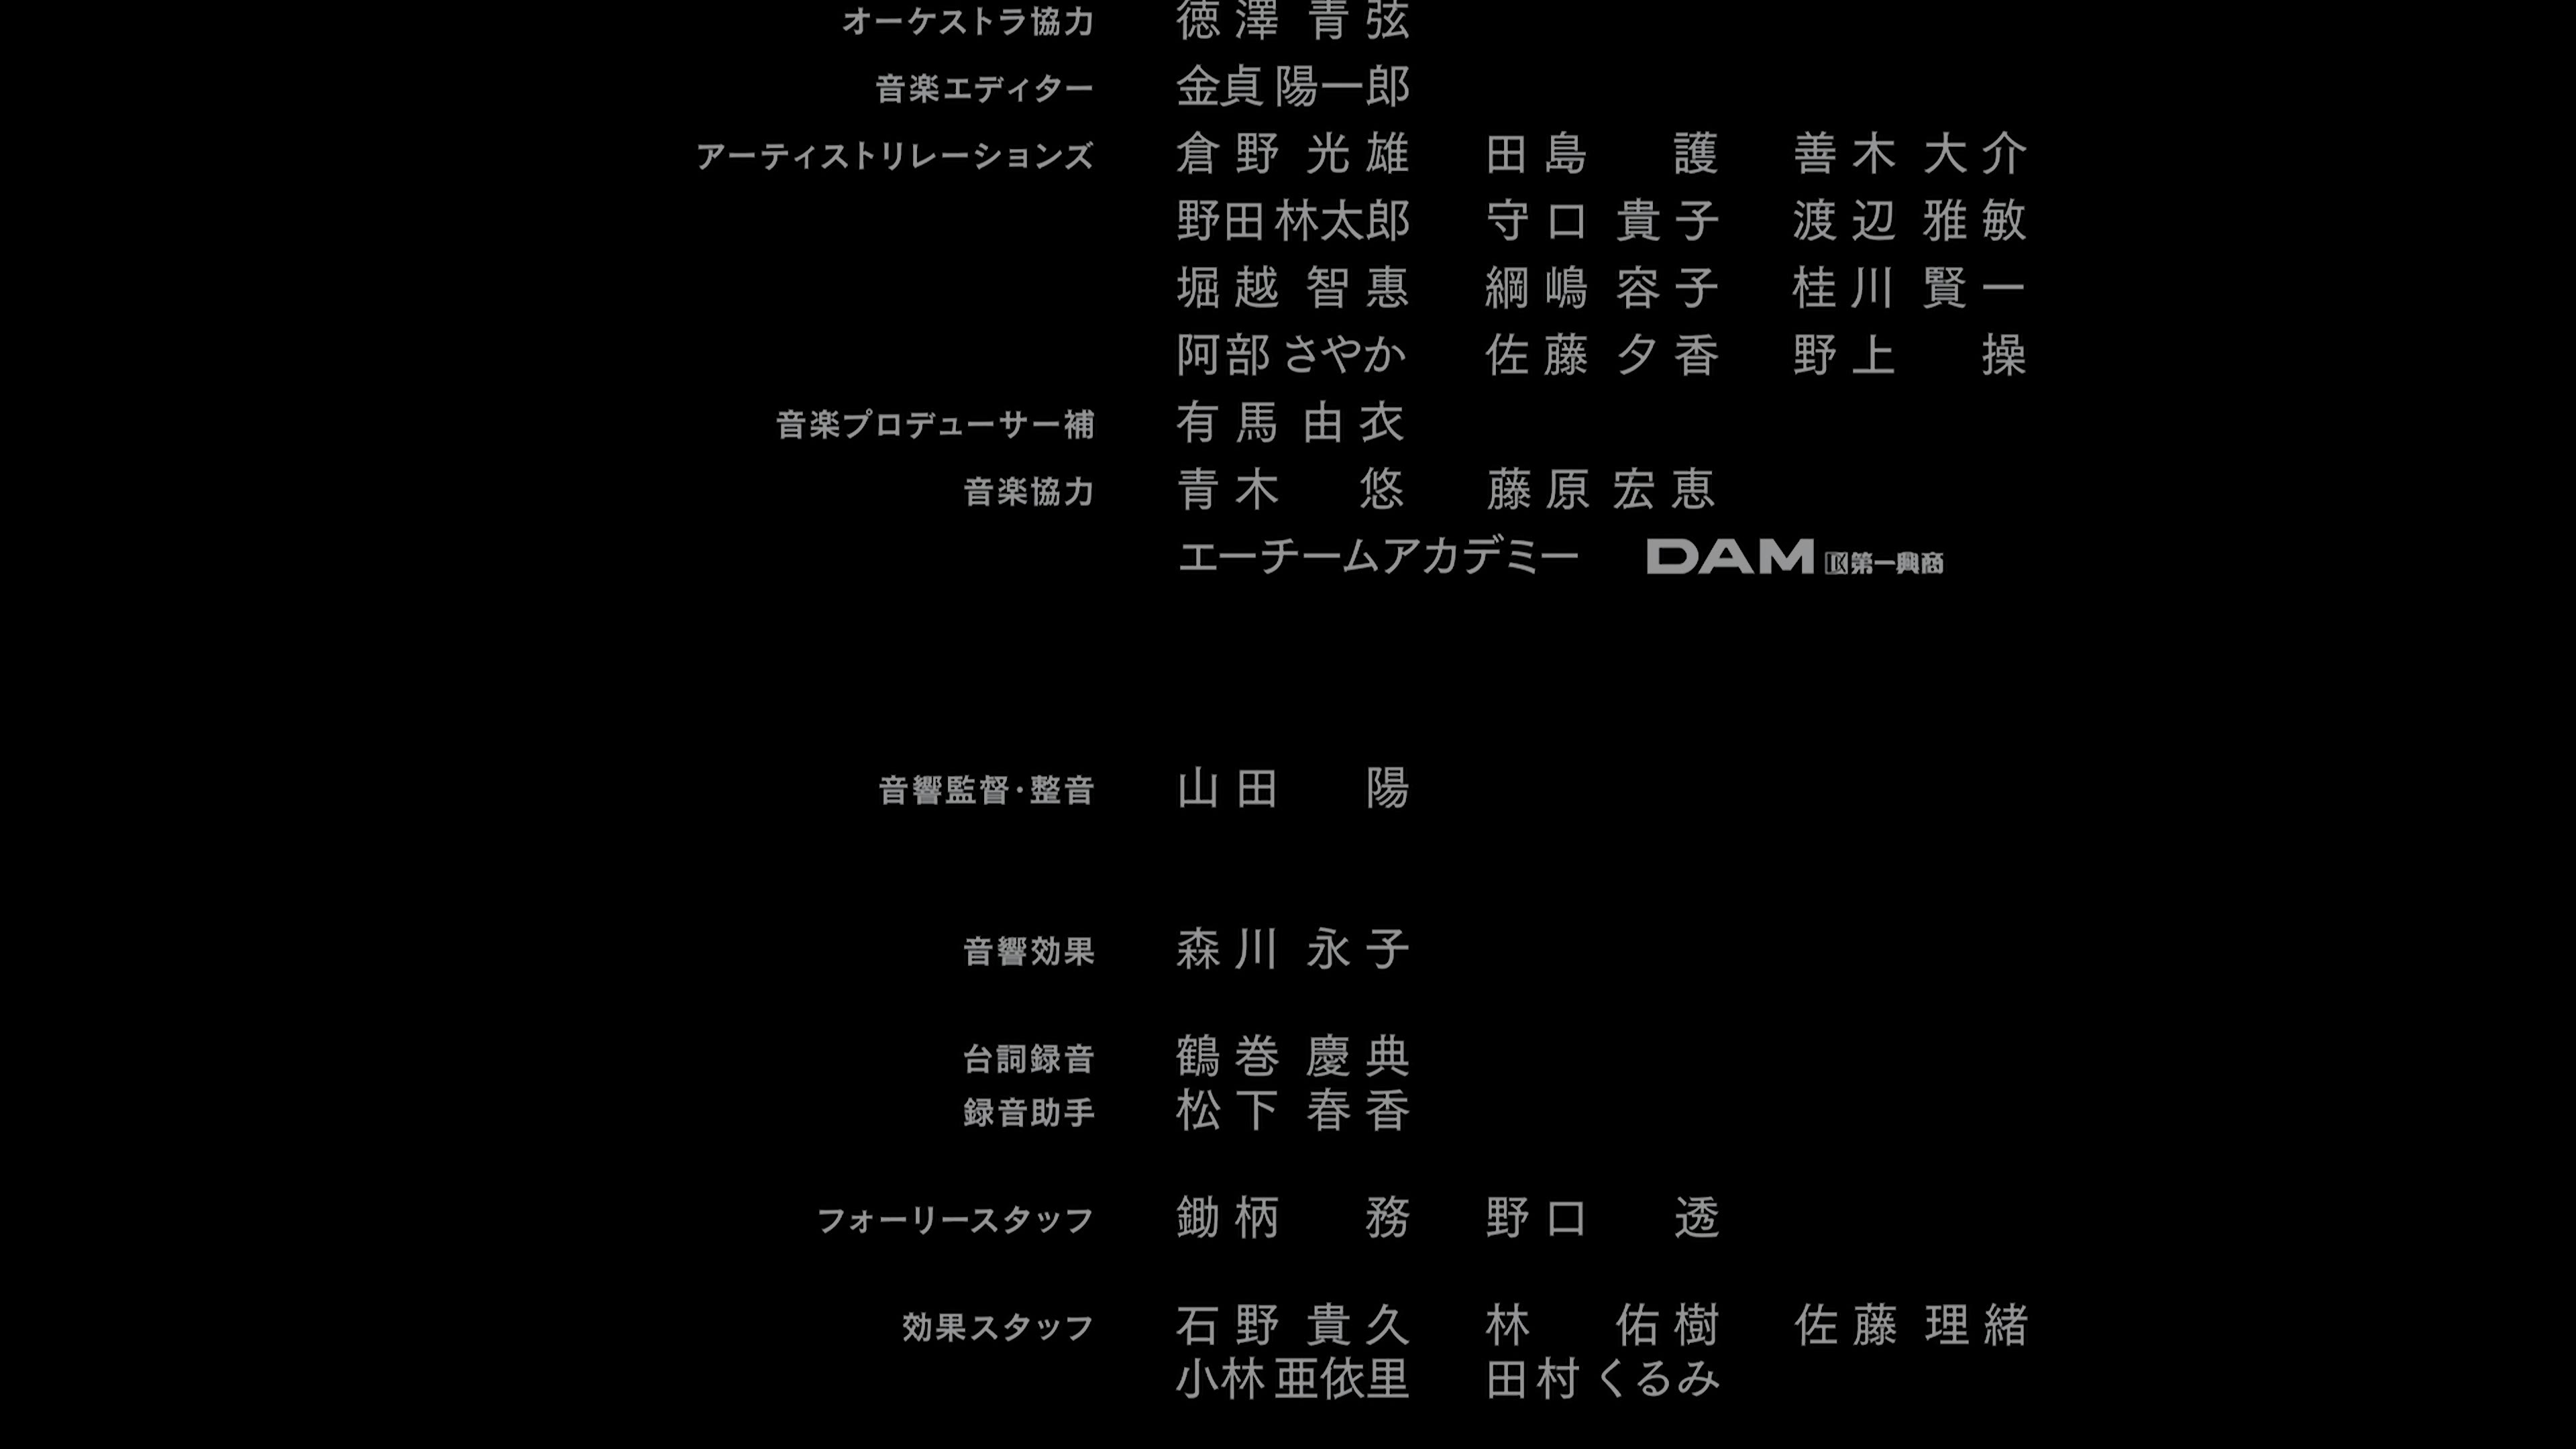 オーケストラ協力 徳澤 青弦
音楽エディター 金貞 陽一郎
アーティストリレーションズ 倉野 光雄 田島 護 善木 大介
野田 林太郎 守口 貴子 渡辺 雅敏
堀越 智惠 綱嶋 容子 桂川 賢一
阿部 さやか 佐藤 夕香 野上 操
音楽プロデューサー補 有馬 由衣
音楽協力 青木 悠 藤原 宏恵
エーチームアカデミー DAM DK 第一興商
音響監督・整音 山田 陽
音響効果 森川 永子
台詞録音 鶴巻 慶典
録音助手 松下 春香
フォーリースタッフ 鋤柄 務 野口 透
効果スタッフ 石野 貴久 林 佑樹 佐藤 理緒
小林 亜依里 田村 くるみ